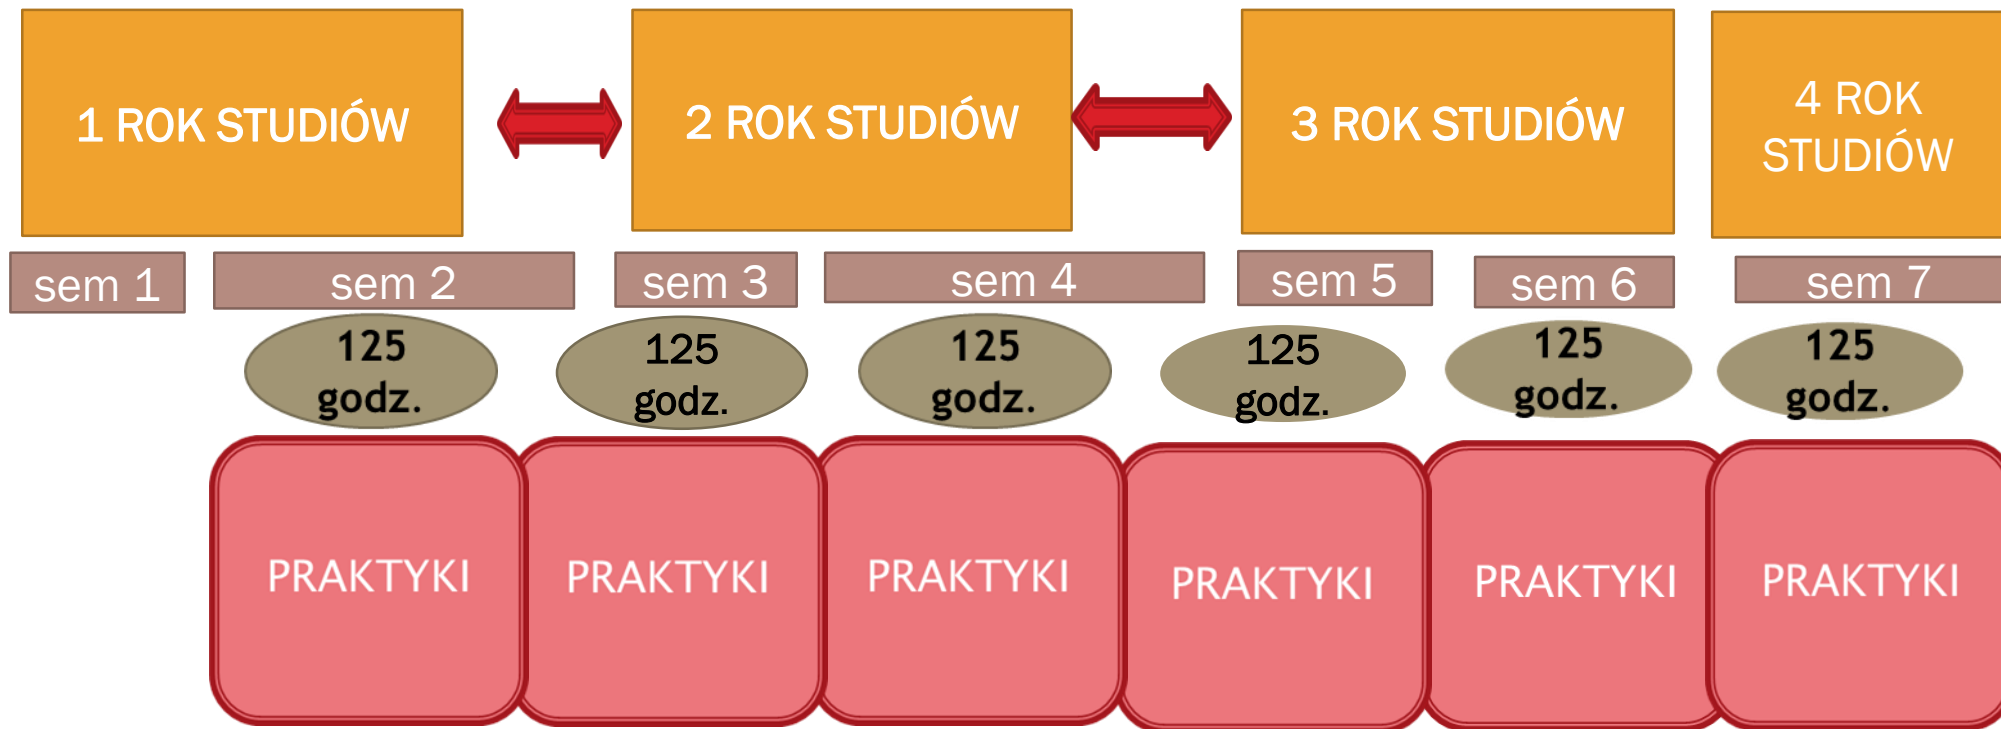 1 ROK STUDIÓW
2 ROK STUDIÓW
3 ROK STUDIÓW
4 ROK
STUDIÓW
sem 1
sem 2
sem 3
sem 4
sem 5
sem 6
sem 7
125
godz.
125
godz.
125
godz.
125
godz.
125
godz.
125
godz.
PRAKTYKI
PRAKTYKI
PRAKTYKI
PRAKTYKI
PRAKTYKI
PRAKTYKI